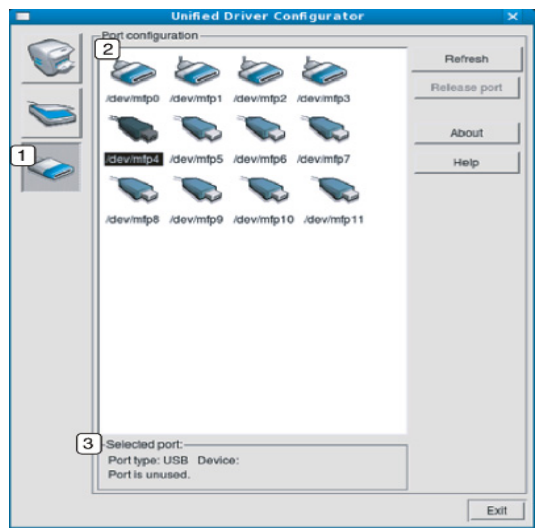 Unified Driver Configurator
Port configuration
2
/dev/mfp0 /dev/mfp1 /dev/mfp2 /dev/mfp3
/dev/mfp4 /dev/mfp5 /dev/mfp6 /dev/mfp7
/dev/mfp8 /dev/mfp9 /dev/mfp10 /dev/mfp11
Refresh
Release port
About
Help
1
3
Selected port:
Port type: USB Device:
Port is unused.
Exit